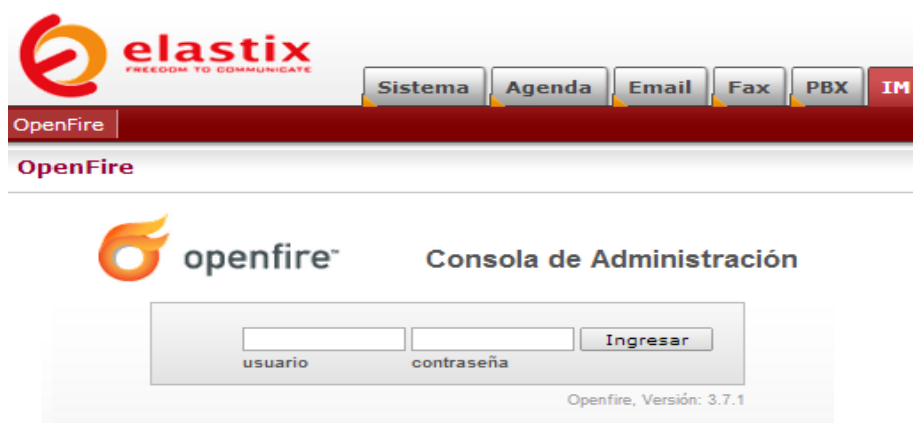 elastix
FREEDOM TO COMMUNICATE
Sistema Agenda Email Fax PBX IM
OpenFire
OpenFire
openfire™ Consola de Administración
Ingresar
usuario contraseña
Openfire, Versión: 3.7.1